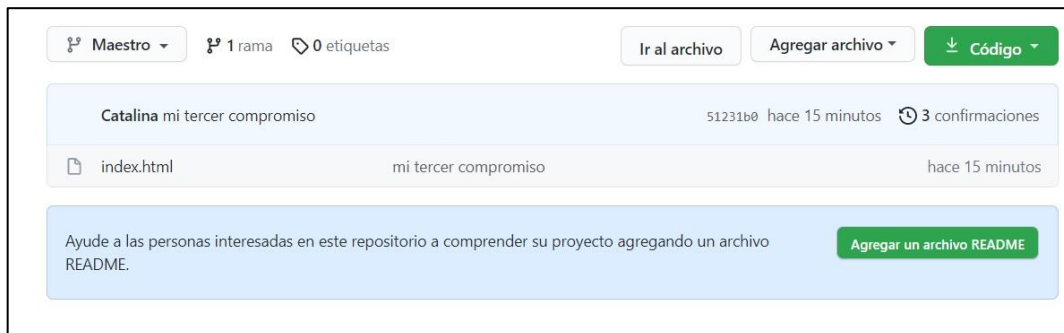 Maestro 1 rama 0 etiquetas Ir al archivo Agregar archivo Código
Catalina mi tercer compromiso 51231b0 hace 15 minutos 3 confirmaciones
index.html mi tercer compromiso hace 15 minutos
Ayude a las personas interesadas en este repositorio a comprender su proyecto agregando un archivo
README.
Agregar un archivo README